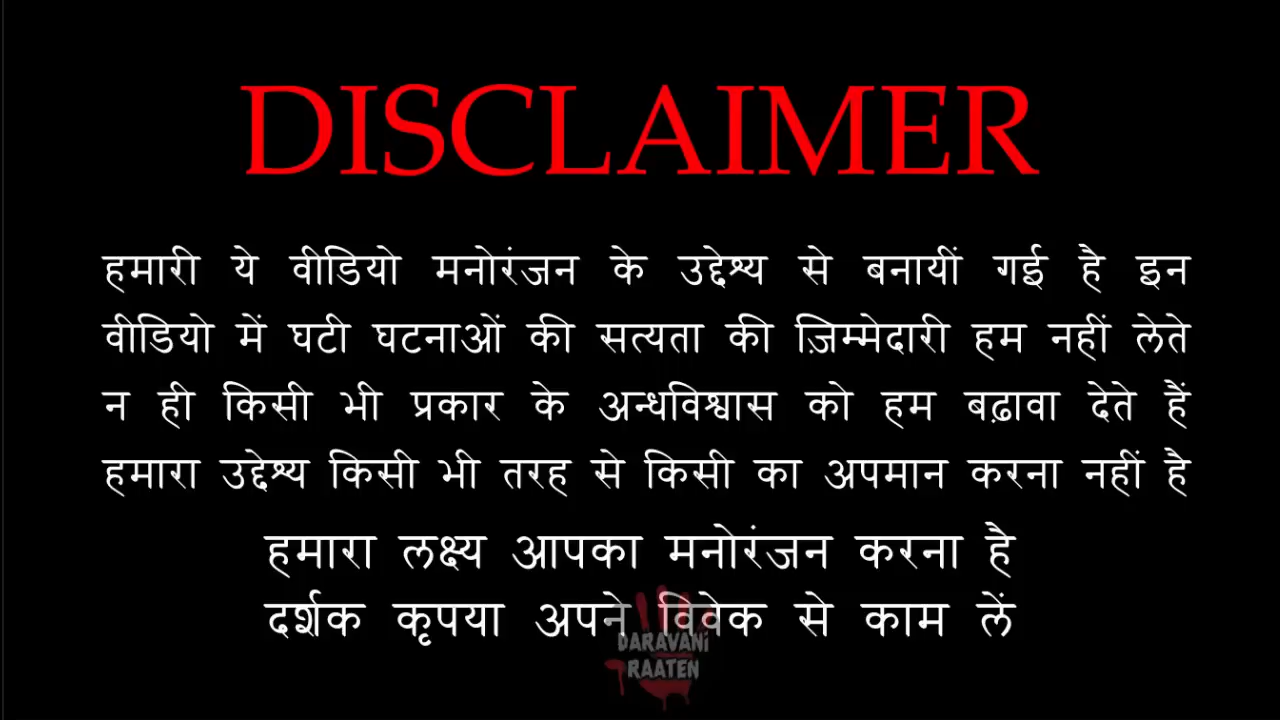 DISCLAIMER
हमारी ये वीडियो मनोरंजन के उद्देश्य से बनायीं गई है इन
वीडियो में घटी घटनाओं की सत्यता की ज़िम्मेदारी हम नहीं लेते
न ही किसी भी प्रकार के अन्धविश्वास को हम बढ़ावा देते हैं
हमारा उद्देश्य किसी भी तरह से किसी का अपमान करना नहीं है
हमारा लक्ष्य आपका मनोरंजन करना है
दर्शक कृपया अपने विवेक से काम लें
DARAVANi
RAATEN